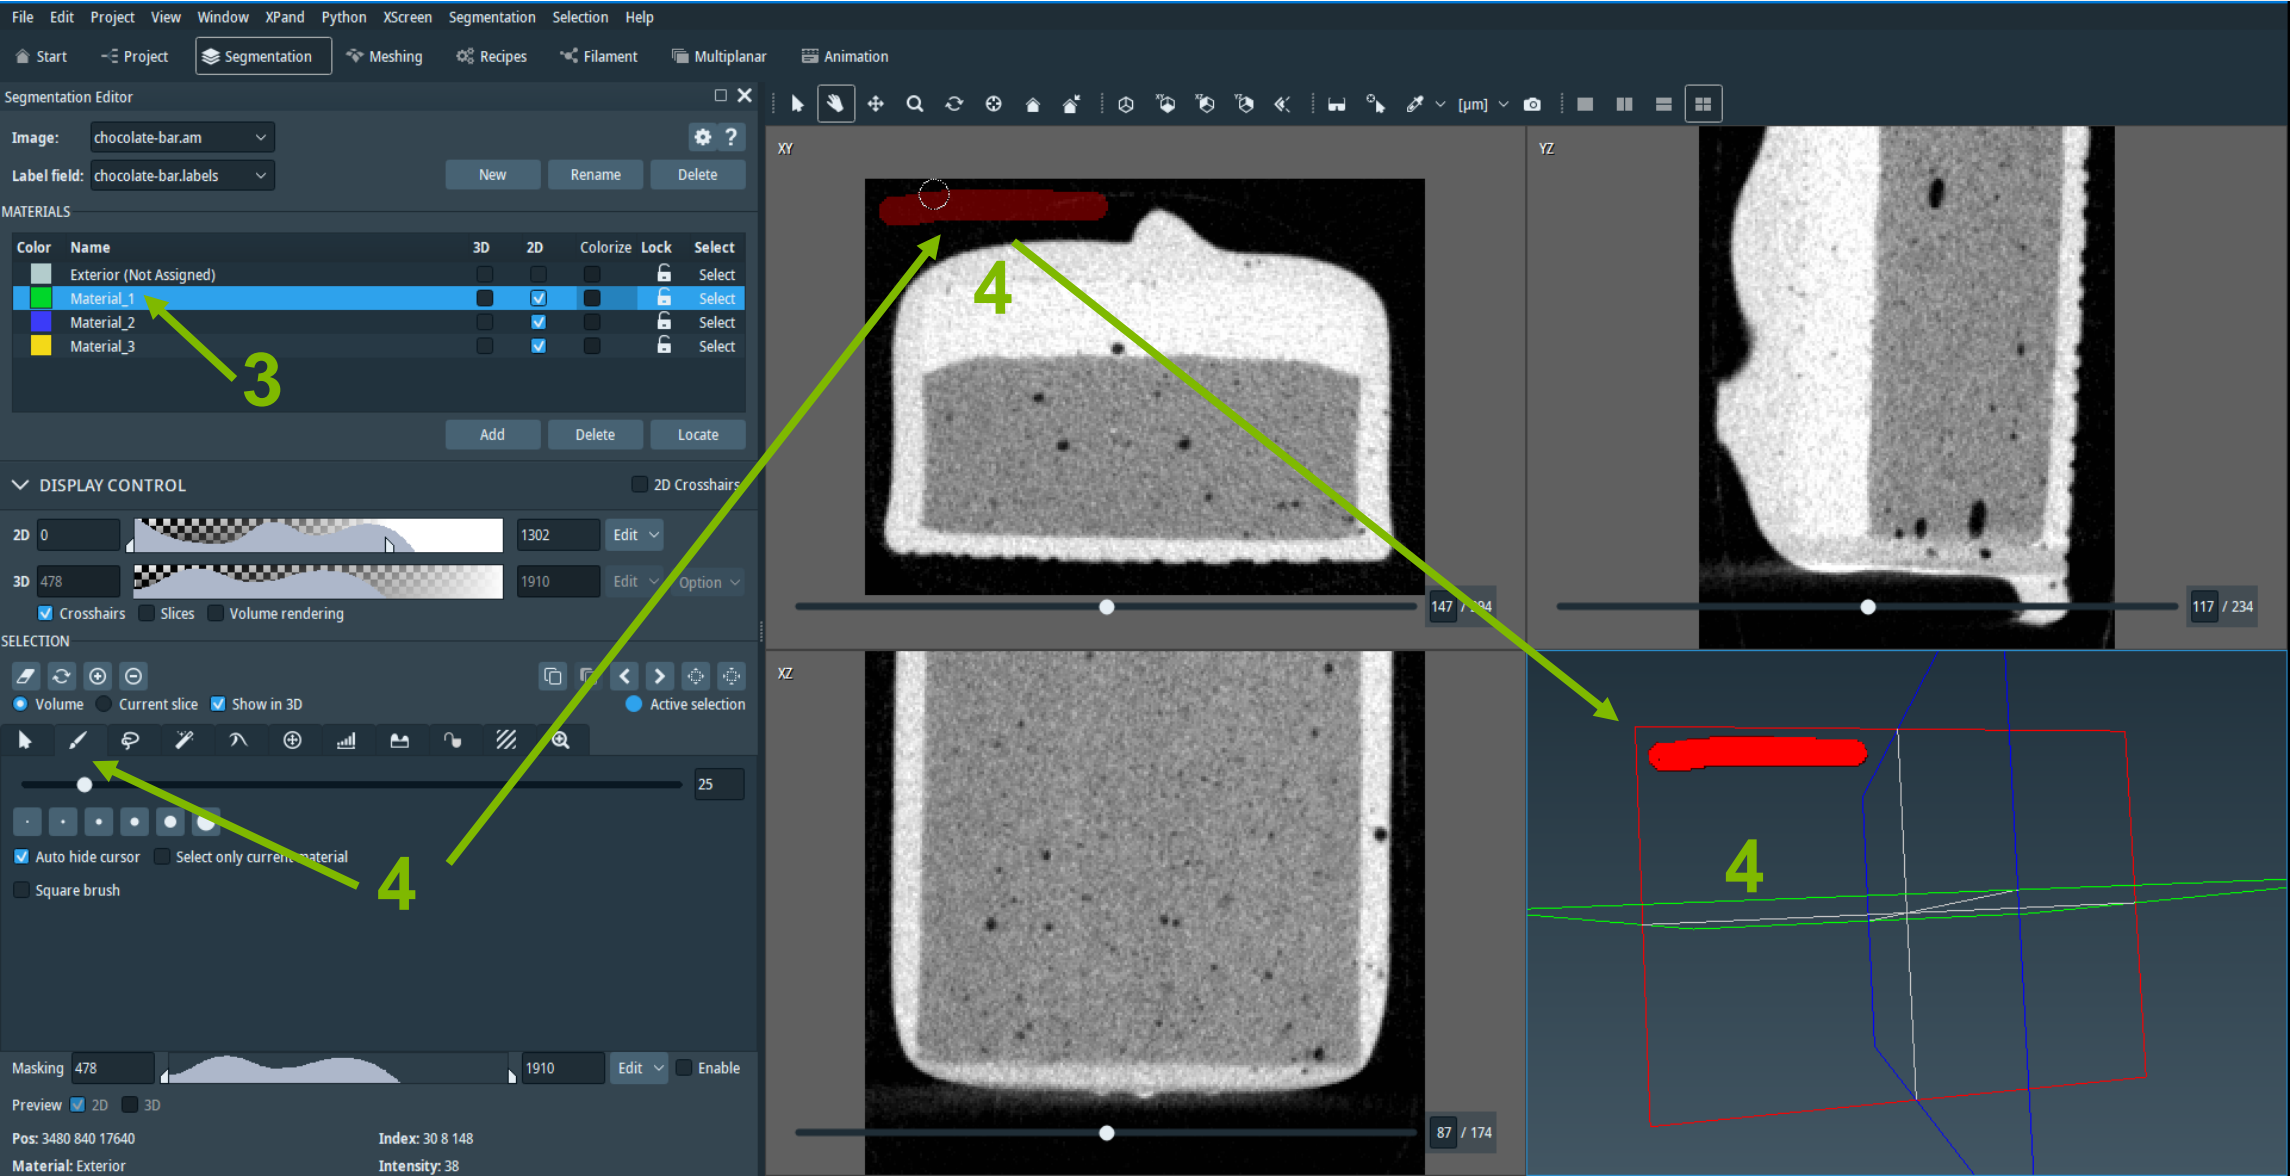 File Edit Project View Window XPand Python XScreen Segmentation Selection Help
Start Project Segmentation Meshing Recipes Filament Multiplanar Animation
Segmentation Editor
Image: chocolate-bar.am
Label field: chocolate-bar.labels New Rename Delete
MATERIALS
Color Name 3D 2D Colorize Lock Select
Exterior (Not Assigned) Select
Material_1 Select
Material_2 Select
Material_3 Select
3
Add Delete Locate
DISPLAY CONTROL 2D Crosshairs
2D 0 1302 Edit
3D 478 1910 Edit Option
Crosshairs Slices Volume rendering
SELECTION
Volume Current slice Show in 3D Active selection
25
Auto hide cursor Select only current material
Square brush
4
Masking 478 1910 Edit Enable
Preview 2D 3D
Pos: 3480 840 17640 Index: 30 8 148
Material: Exterior Intensity: 38
[µm]
XY
4
147 / 294
YZ
117 / 234
XZ
87 / 174
4